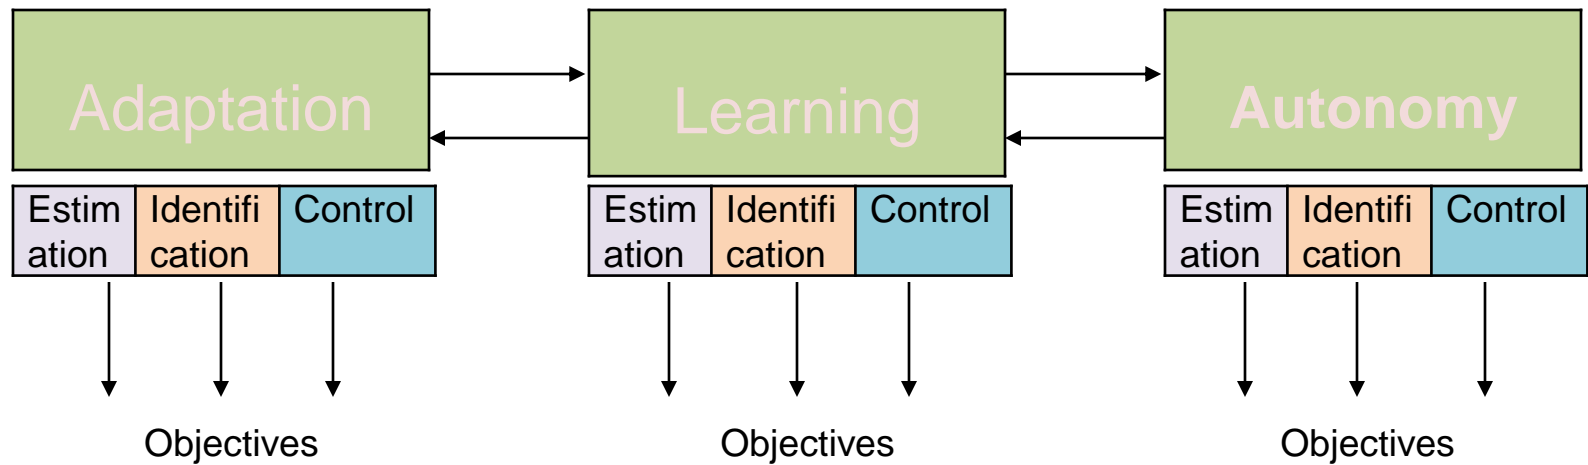 Adaptation
Learning
Autonomy
Estim
ation
Identifi
cation
Control
Estim
ation
Identifi
cation
Control
Estim
ation
Identifi
cation
Control
Objectives
Objectives
Objectives